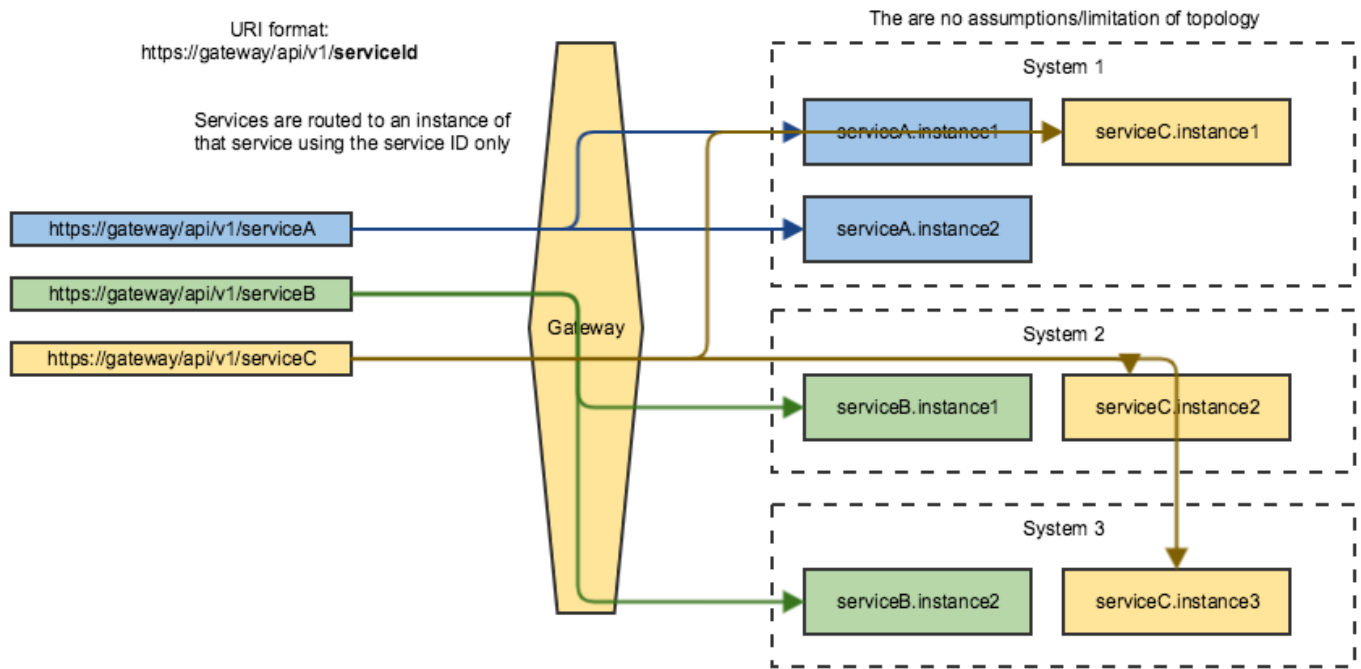 URI format:
https://gateway/api/v1/serviceId
The are no assumptions/limitation of topology
Services are routed to an instance of
that service using the service ID only
https://gateway/api/v1/serviceA
https://gateway/api/v1/serviceB
https://gateway/api/v1/serviceC
Gateway
System 1
serviceA.instance1
serviceC.instance1
serviceA.instance2
System 2
serviceB.instance1
serviceC.instance2
System 3
serviceB.instance2
serviceC.instance3